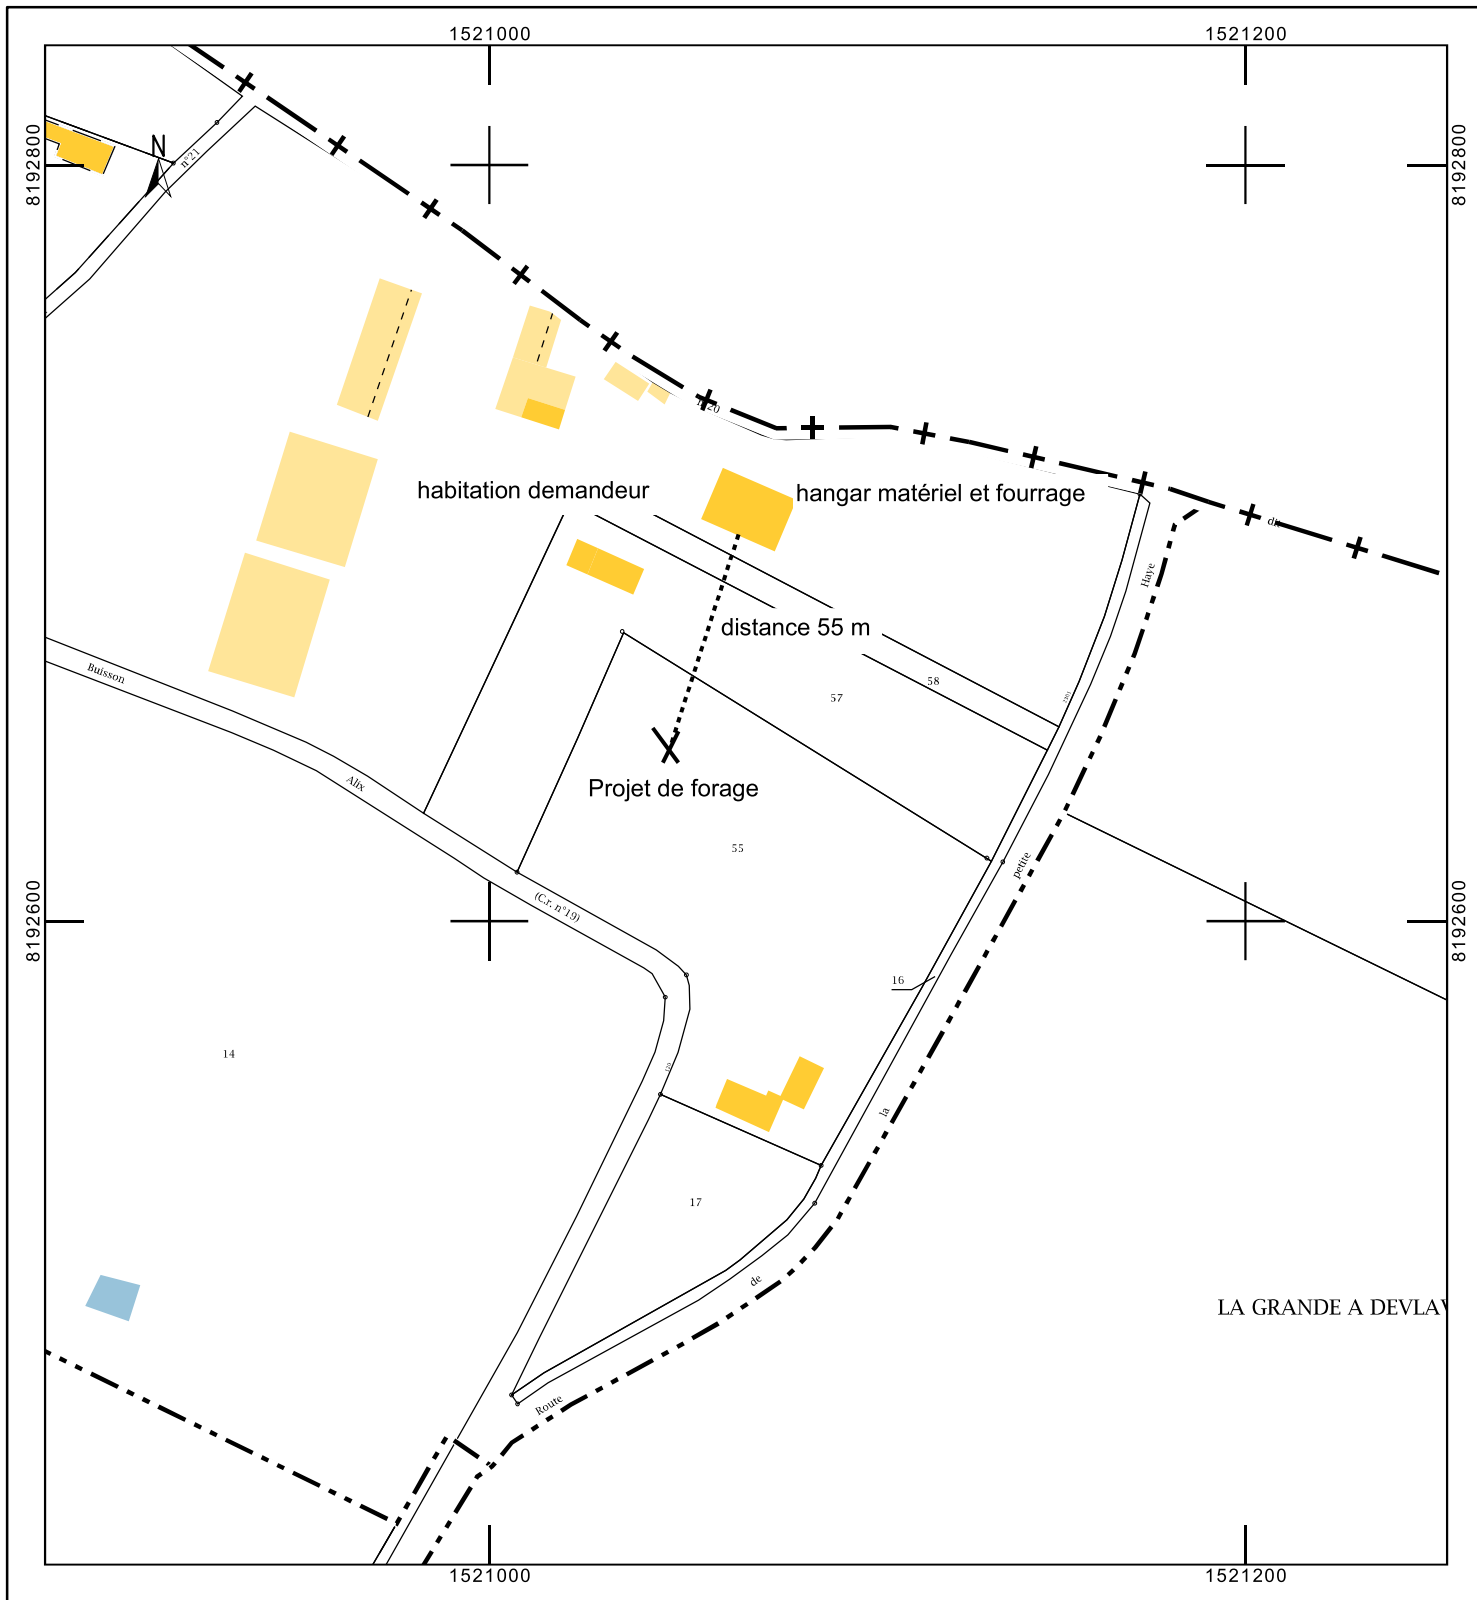 1521000
1521200
8192800
8192800
N
n°21
habitation demandeur
hangar matériel et fourrage
dit
Haye
distance 55 m
Buisson
58
57
Alix
Projet de forage
55
petite
(C.r. n°19)
8192600
8192600
16
14
la
17
de
LA GRANDE A DEVLAV
Route
1521000
1521200